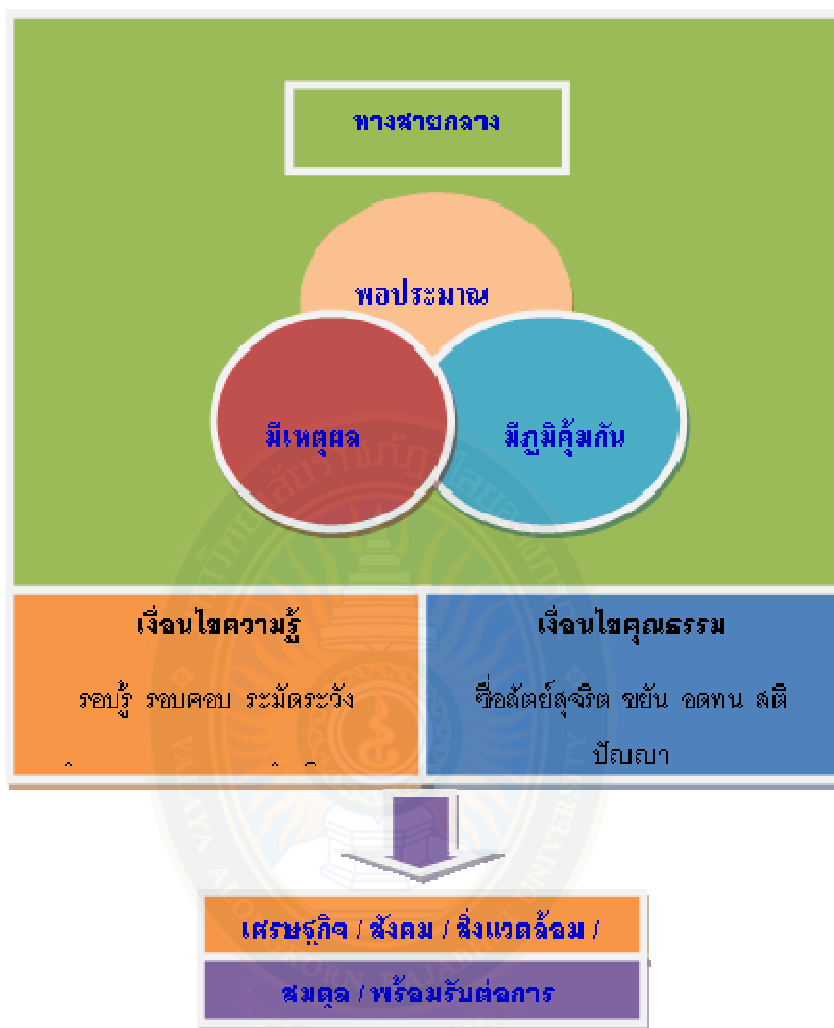 ทางสายกลาง
พอประมาณ
มีเหตุผล
มีภูมิคุ้มกัน
เงื่อนไขความรู้
รอบรู้ รอบคอบ ระมัดระวัง
เงื่อนไขคุณธรรม
ซื่อสัตย์สุจริต ขยัน อดทน สติ
ปัญญา
เศรษฐกิจ / สังคม / สิ่งแวดล้อม /
สมดุล / พร้อมรับต่อการ